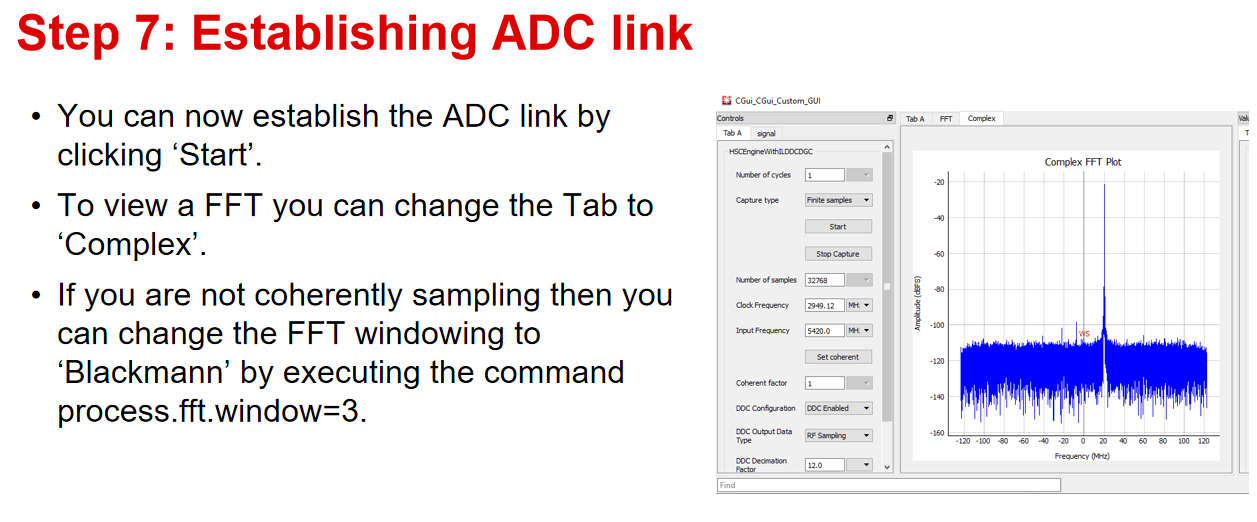 Step 7: Establishing ADC link
• You can now establish the ADC link by
clicking ‘Start’.
• To view a FFT you can change the Tab to
‘Complex’.
• If you are not coherently sampling then you
can change the FFT windowing to
‘Blackmann’ by executing the command
process.fft.window=3.
CGui_CGui_Custom_GUI
Controls
Tab A signal
HSCEngineWithILDDCDGC
Number of cycles 1
Capture type Finite samples
Start
Stop Capture
Number of samples 32768
Clock Frequency 2949.12 MH:
Input Frequency 5420.0 MH:
Set coherent
Coherent factor 1
DDC Configuration DDC Enabled
DDC Output Data
Type RF Sampling
DDC Decimation
Factor 12.0
Find
Tab A FFT Complex
Complex FFT Plot
Amplitude (dBFS)
-20
-40
-60
-80
-100
-120
-140
-160
WS
-120 -100 -80 -60 -40 -20 0 20 40 60 80 100 120
Frequency (MHz)
Valu
T